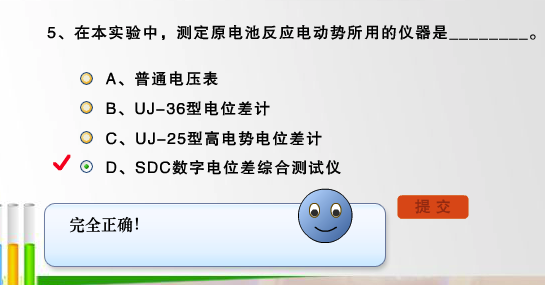 5、在本实验中，测定原电池反应电动势所用的仪器是________。
A、普通电压表
B、UJ-36型电位差计
C、UJ-25型高电势电位差计
D、SDC数字电位差综合测试仪
提 交
完全正确！